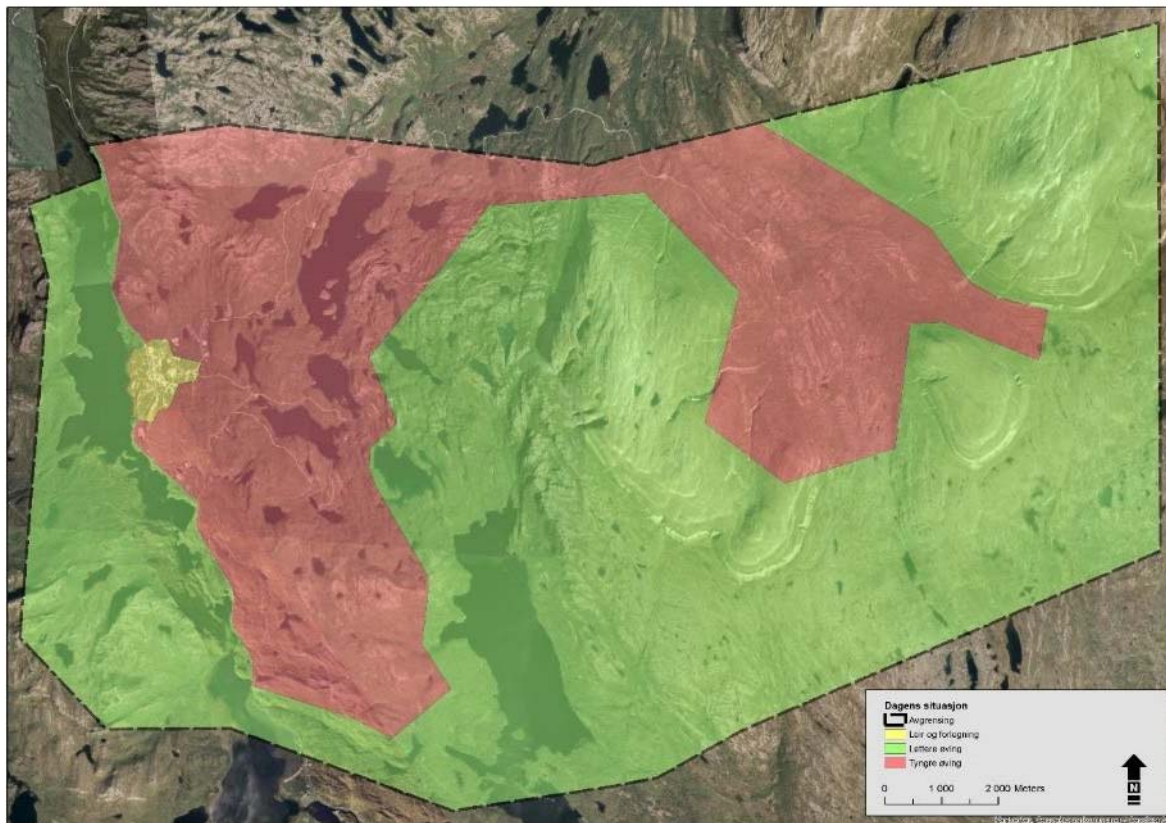 Dagens situasjon
Avgrensing
Leir og forlegning
Lettere øving
Tyngre øving
0 1 000 2 000 Meters
N